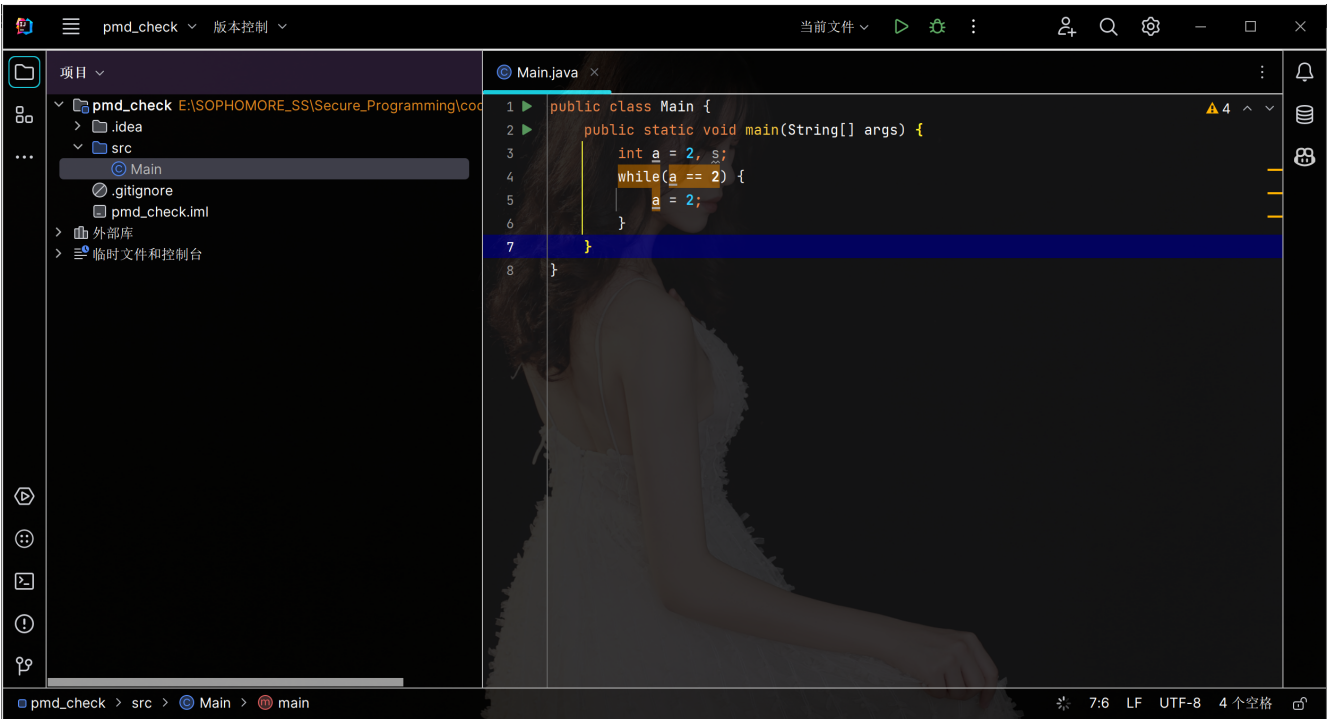 pmd_check 版本控制 当前文件
项目
Main.java
pmd_check E:\SOPHOMORE_SS\Secure_Programming\coc
.idea
src
Main
.gitignore
pmd_check.iml
外部库
临时文件和控制台
1 public class Main {
2 public static void main(String[] args) {
3 int a = 2, s;
4 while(a == 2) {
5 a = 2;
6 }
7 }
8 }
4
pmd_check > src > Main > main
7:6 LF UTF-8 4 个空格